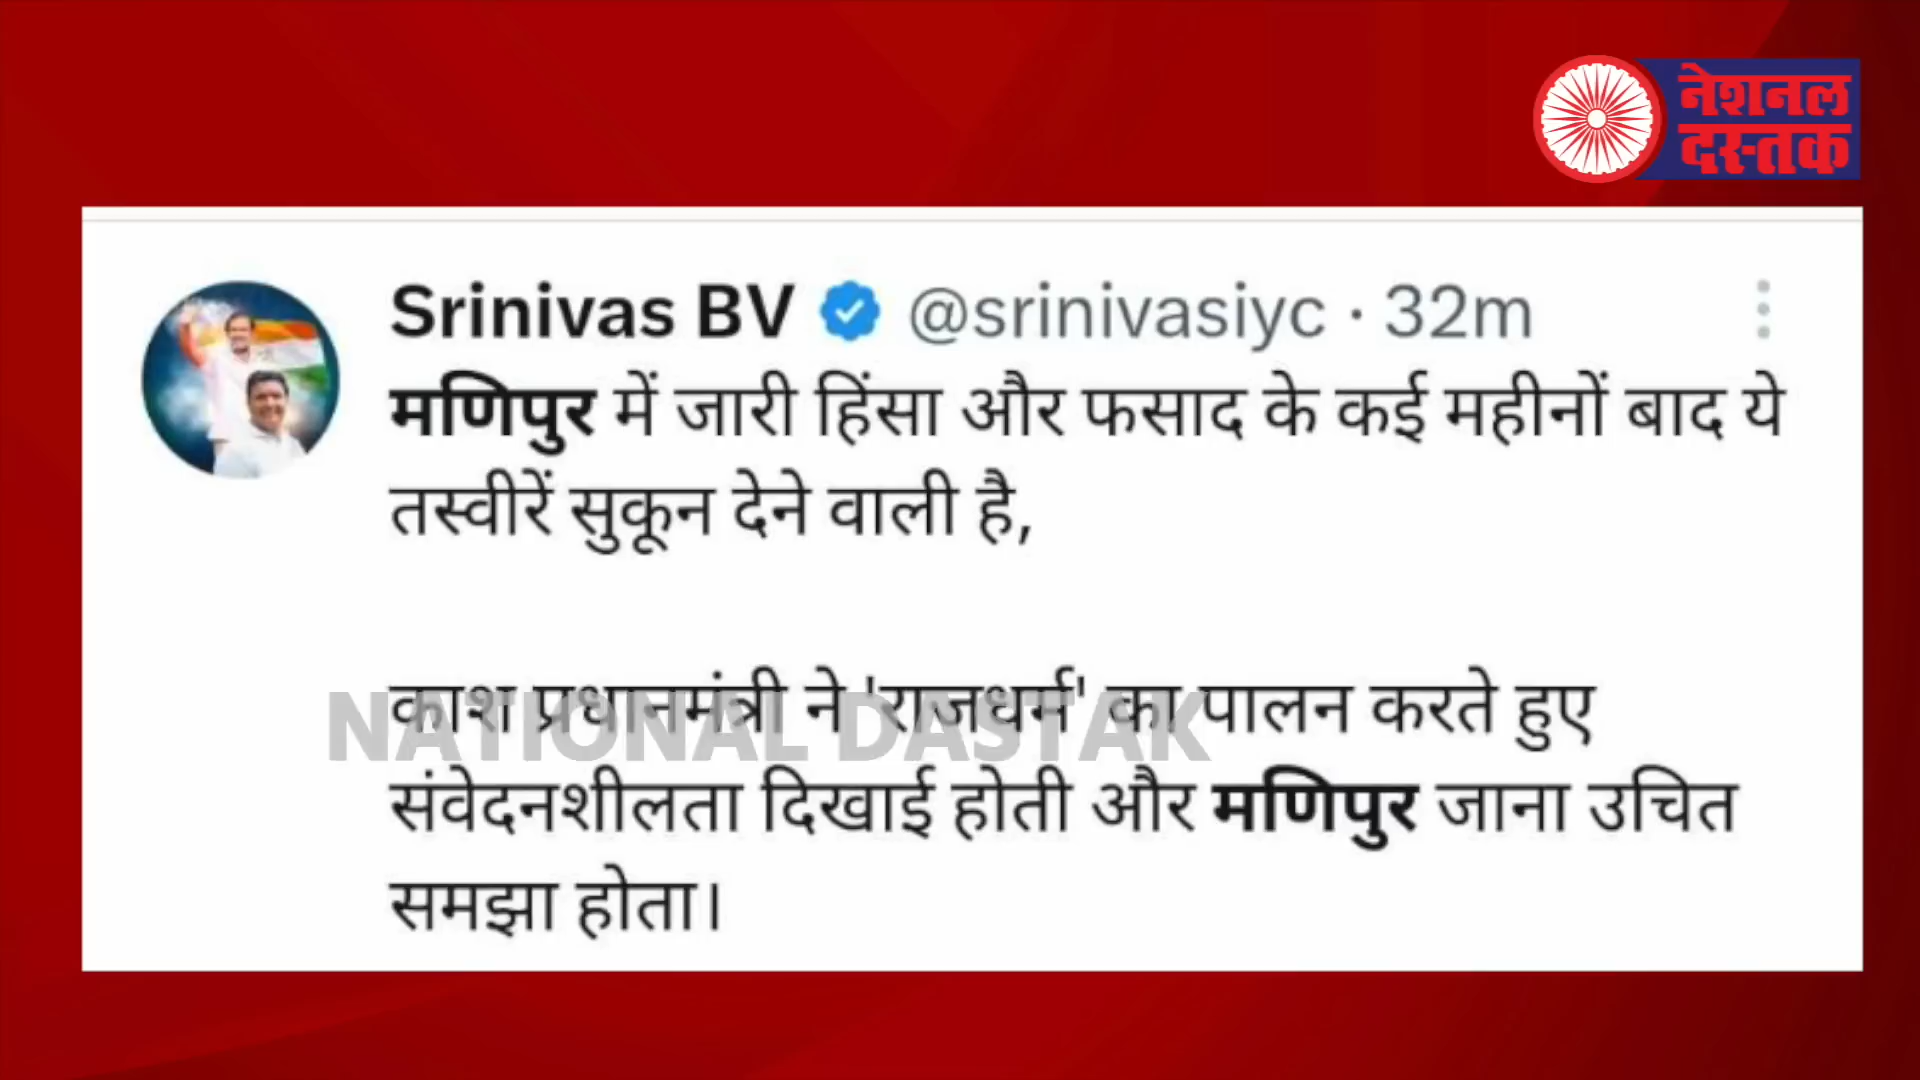 नेशनल
दस्तक
Srinivas BV @srinivasiyc · 32m
मणिपुर में जारी हिंसा और फसाद के कई महीनों बाद ये
तस्वीरें सुकून देने वाली है,
काश प्रधानमंत्री ने 'राजधर्म' का पालन करते हुए
NATIONAL DASTAK
संवेदनशीलता दिखाई होती और मणिपुर जाना उचित
समझा होता।